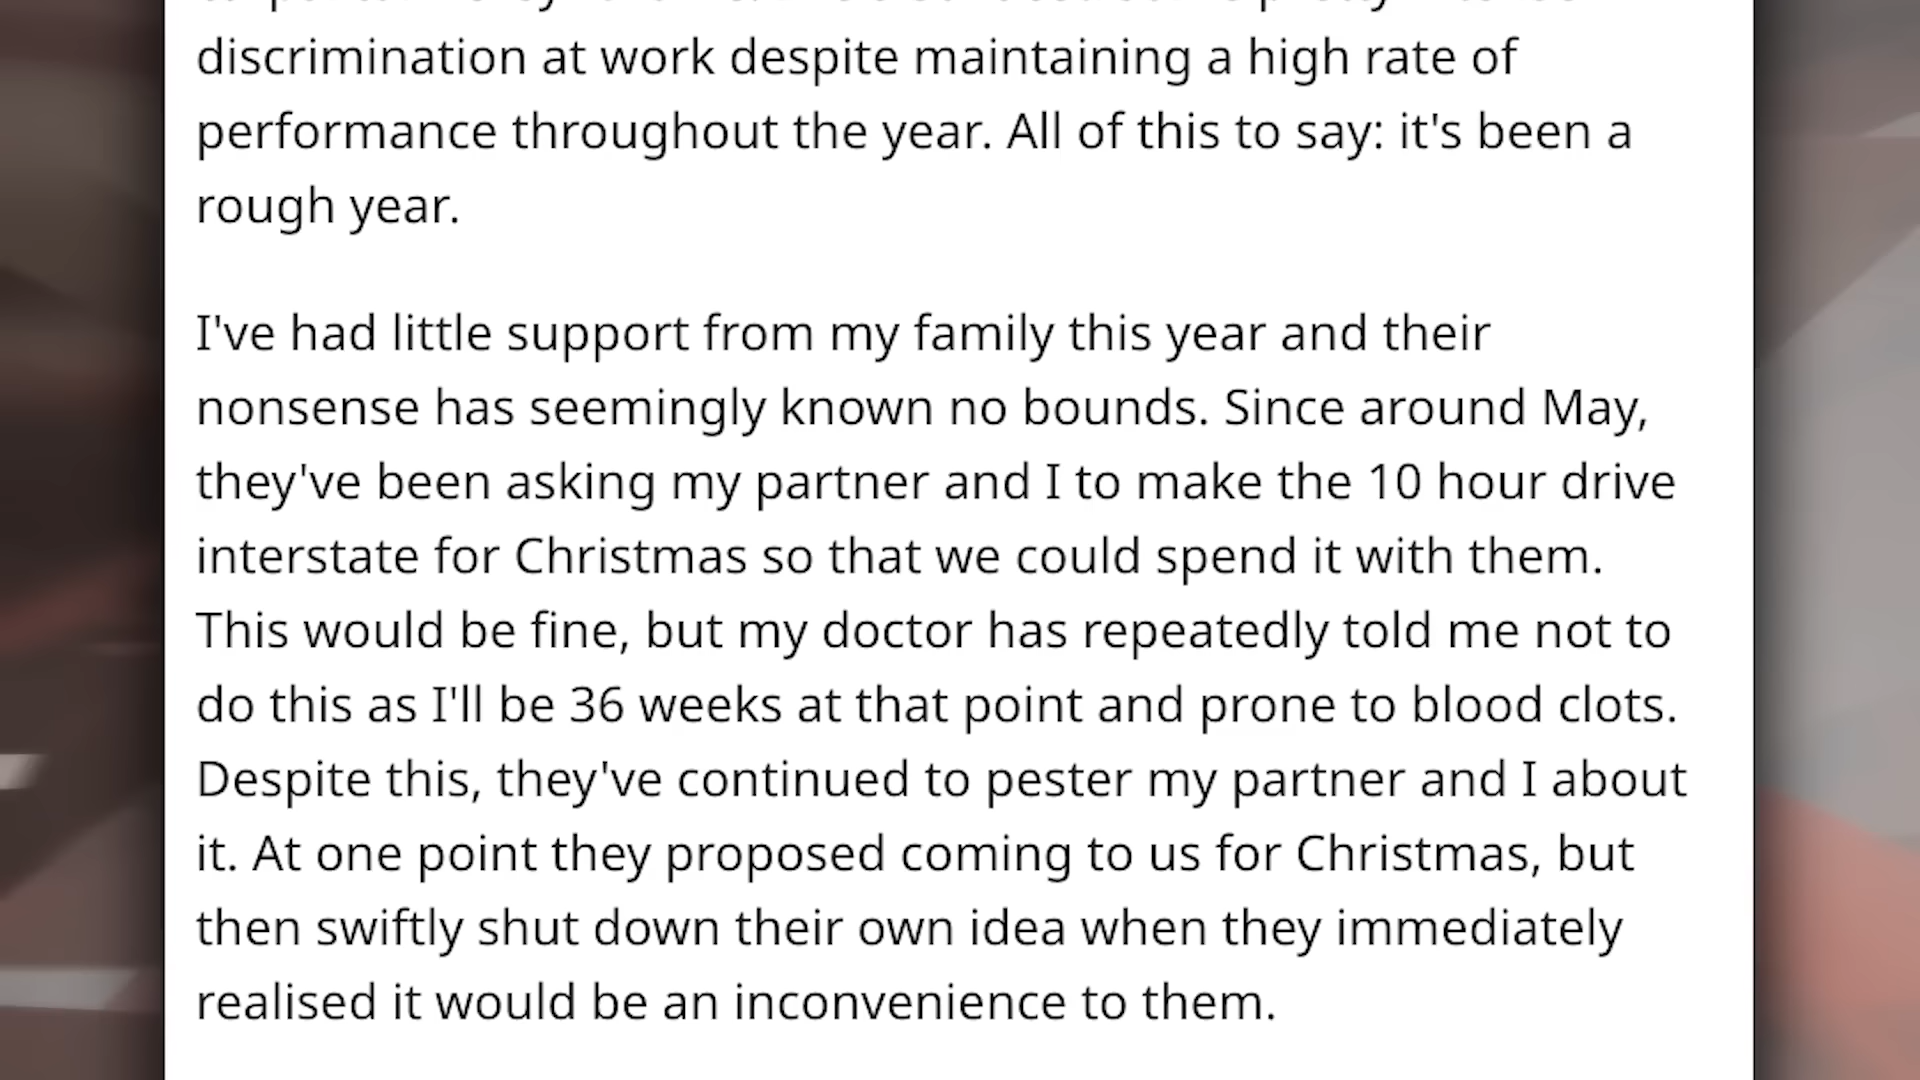 discrimination at work despite maintaining a high rate of
performance throughout the year. All of this to say: it's been a
rough year.
I've had little support from my family this year and their
nonsense has seemingly known no bounds. Since around May,
they've been asking my partner and I to make the 10 hour drive
interstate for Christmas so that we could spend it with them.
This would be fine, but my doctor has repeatedly told me not to
do this as I'll be 36 weeks at that point and prone to blood clots.
Despite this, they've continued to pester my partner and I about
it. At one point they proposed coming to us for Christmas, but
then swiftly shut down their own idea when they immediately
realised it would be an inconvenience to them.